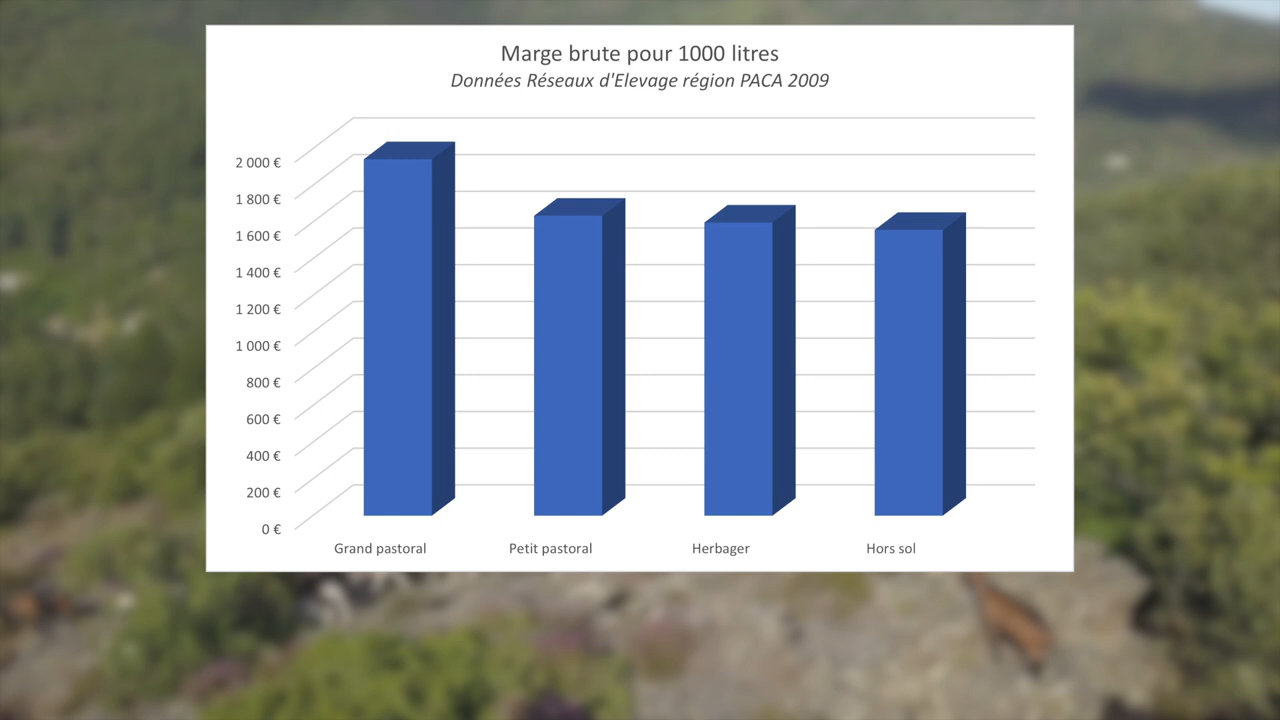 Marge brute pour 1000 litres
Données Réseaux d'Elevage région PACA 2009
2 000 €
1 800 €
1 600 €
1 400 €
1 200 €
1 000 €
800 €
600 €
400 €
200 €
0 €
Grand pastoral Petit pastoral Herbager Hors sol